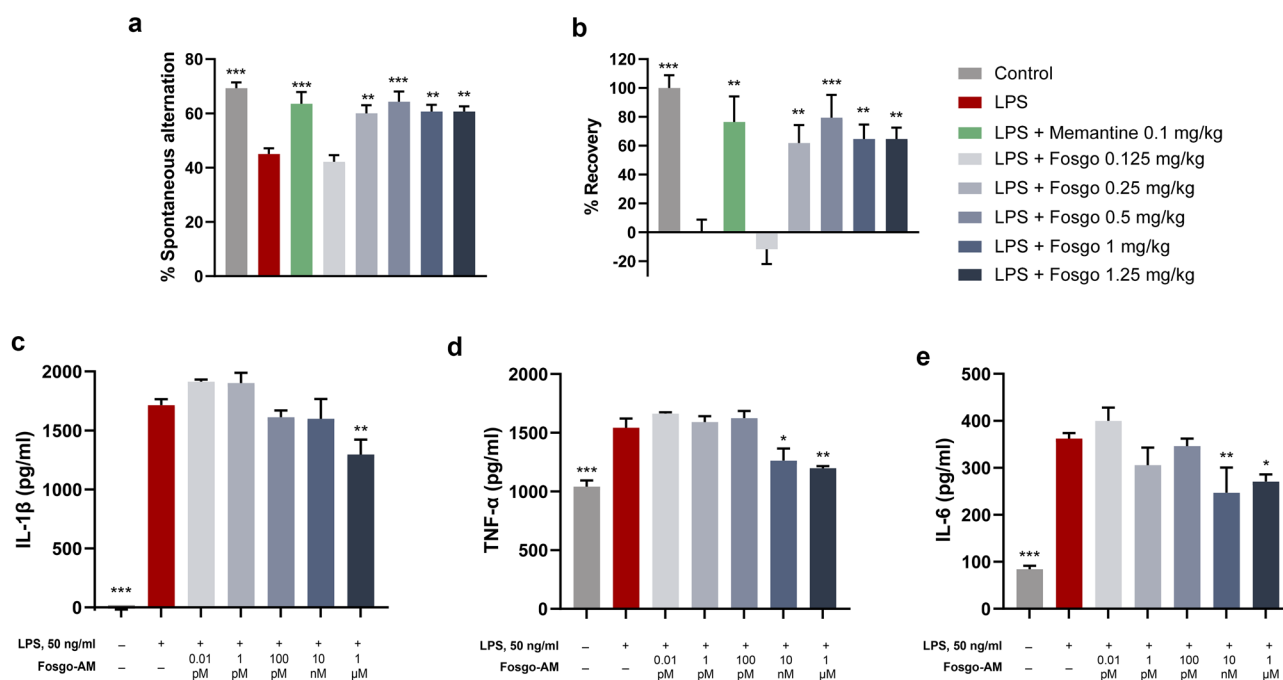 a
% Spontaneous alternation
80
60
40
20
0
***
***
**
***
**
**
b
% Recovery
120
100
80
60
40
20
0
-20
***
**
**
***
**
**
Control
LPS
LPS + Memantine 0.1 mg/kg
LPS + Fosgo 0.125 mg/kg
LPS + Fosgo 0.25 mg/kg
LPS + Fosgo 0.5 mg/kg
LPS + Fosgo 1 mg/kg
LPS + Fosgo 1.25 mg/kg
c
IL-1β (pg/ml)
2000
1500
1000
500
0
***
**
LPS, 50 ng/ml – + + + + + +
Fosgo-AM – – 0.01 pM 1 pM 100 pM 10 nM 1 µM
d
TNF-α (pg/ml)
2000
1500
1000
500
0
***
*
**
LPS, 50 ng/ml – + + + + + +
Fosgo-AM – – 0.01 pM 1 pM 100 pM 10 nM 1 µM
e
IL-6 (pg/ml)
500
400
300
200
100
0
***
**
*
LPS, 50 ng/ml – + + + + + +
Fosgo-AM – – 0.01 pM 1 pM 100 pM 10 nM 1 µM